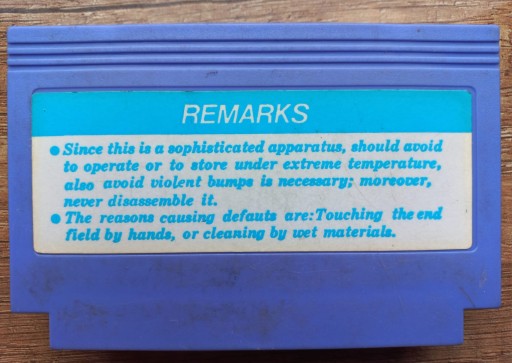 REMARKS
● Since this is a sophisticated apparatus, should avoid
to operate or to store under extreme temperature,
also avoid violent bumps is necessary; moreover,
never disassemble it.
● The reasons causing defauts are:Touching the end
field by hands, or cleaning by wet materials.